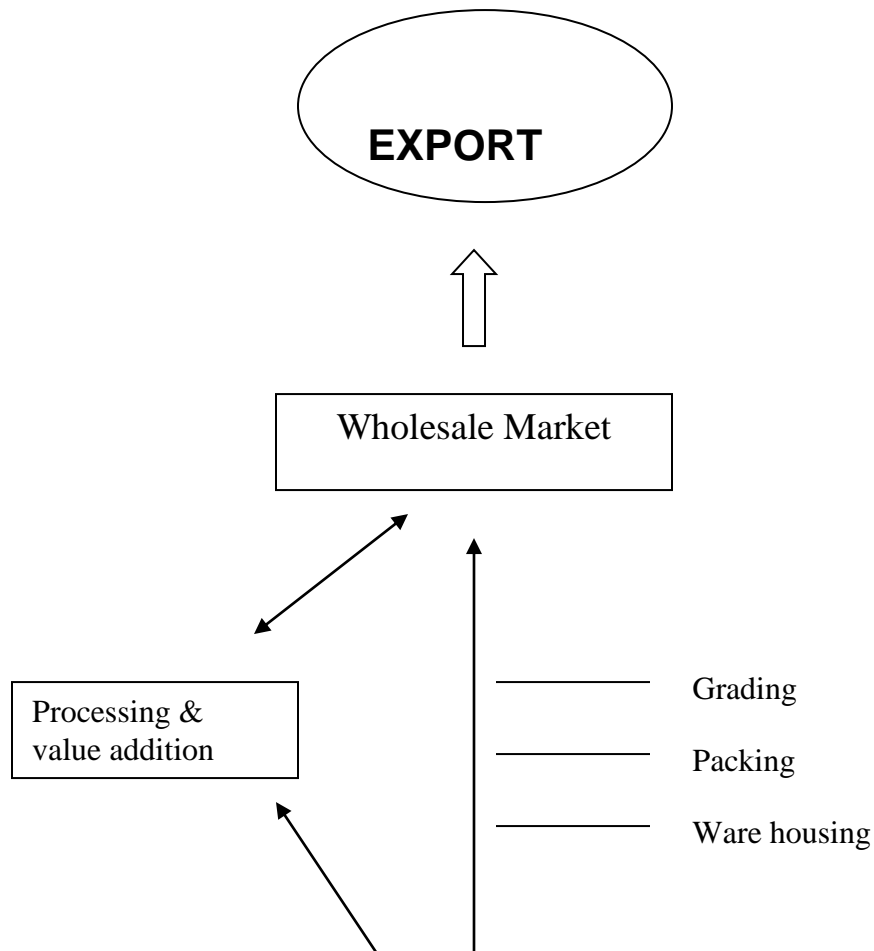 EXPORT
Wholesale Market
Processing &
value addition
Grading
Packing
Ware housing